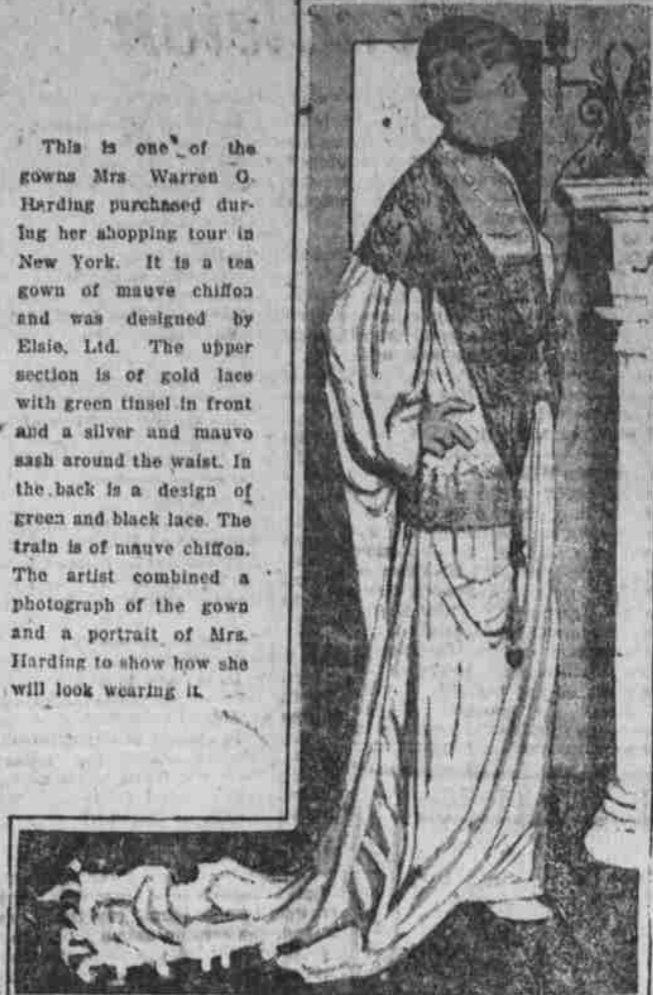 This is one of the
gowns Mrs Warren G.
Harding purchased dur-
ing her shopping tour in
New York. It is a tea
gown of mauve chiffon
and was designed by
Elsie, Ltd. The upper
section is of gold lace
with green tinsel in front
and a silver and mauve
sash around the waist. In
the back is a design of
green and black lace. The
train is of mauve chiffon.
The artist combined a
photograph of the gown
and a portrait of Mrs.
Harding to show how she
will look wearing it.